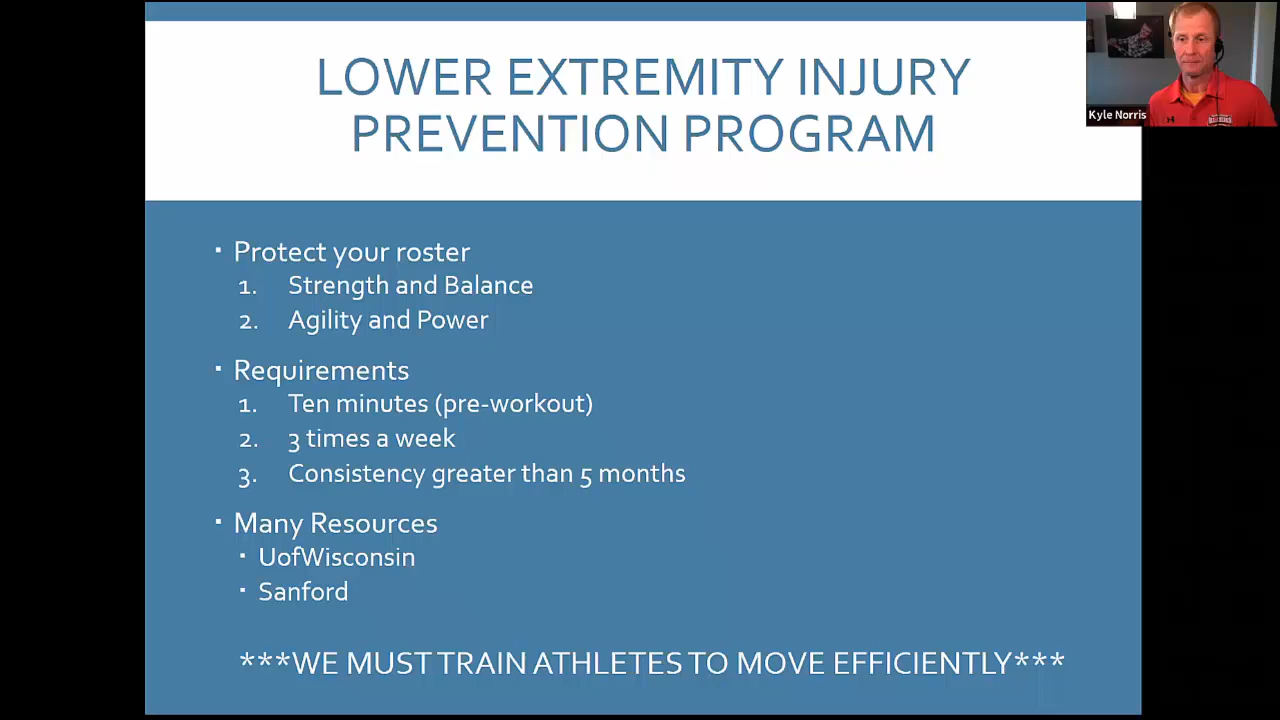 LOWER EXTREMITY INJURY
PREVENTION PROGRAM
Kyle Norris
▪ Protect your roster
1. Strength and Balance
2. Agility and Power
▪ Requirements
1. Ten minutes (pre-workout)
2. 3 times a week
3. Consistency greater than 5 months
▪ Many Resources
▪ UofWisconsin
▪ Sanford
***WE MUST TRAIN ATHLETES TO MOVE EFFICIENTLY***